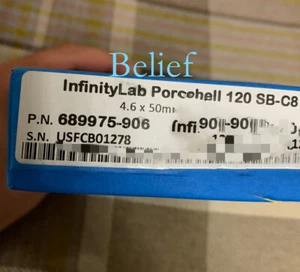 Belief
InfinityLab Poroshell 120 SB-C8
4.6 x 50m
P.N. 689975-906
S.N. USFCB01278